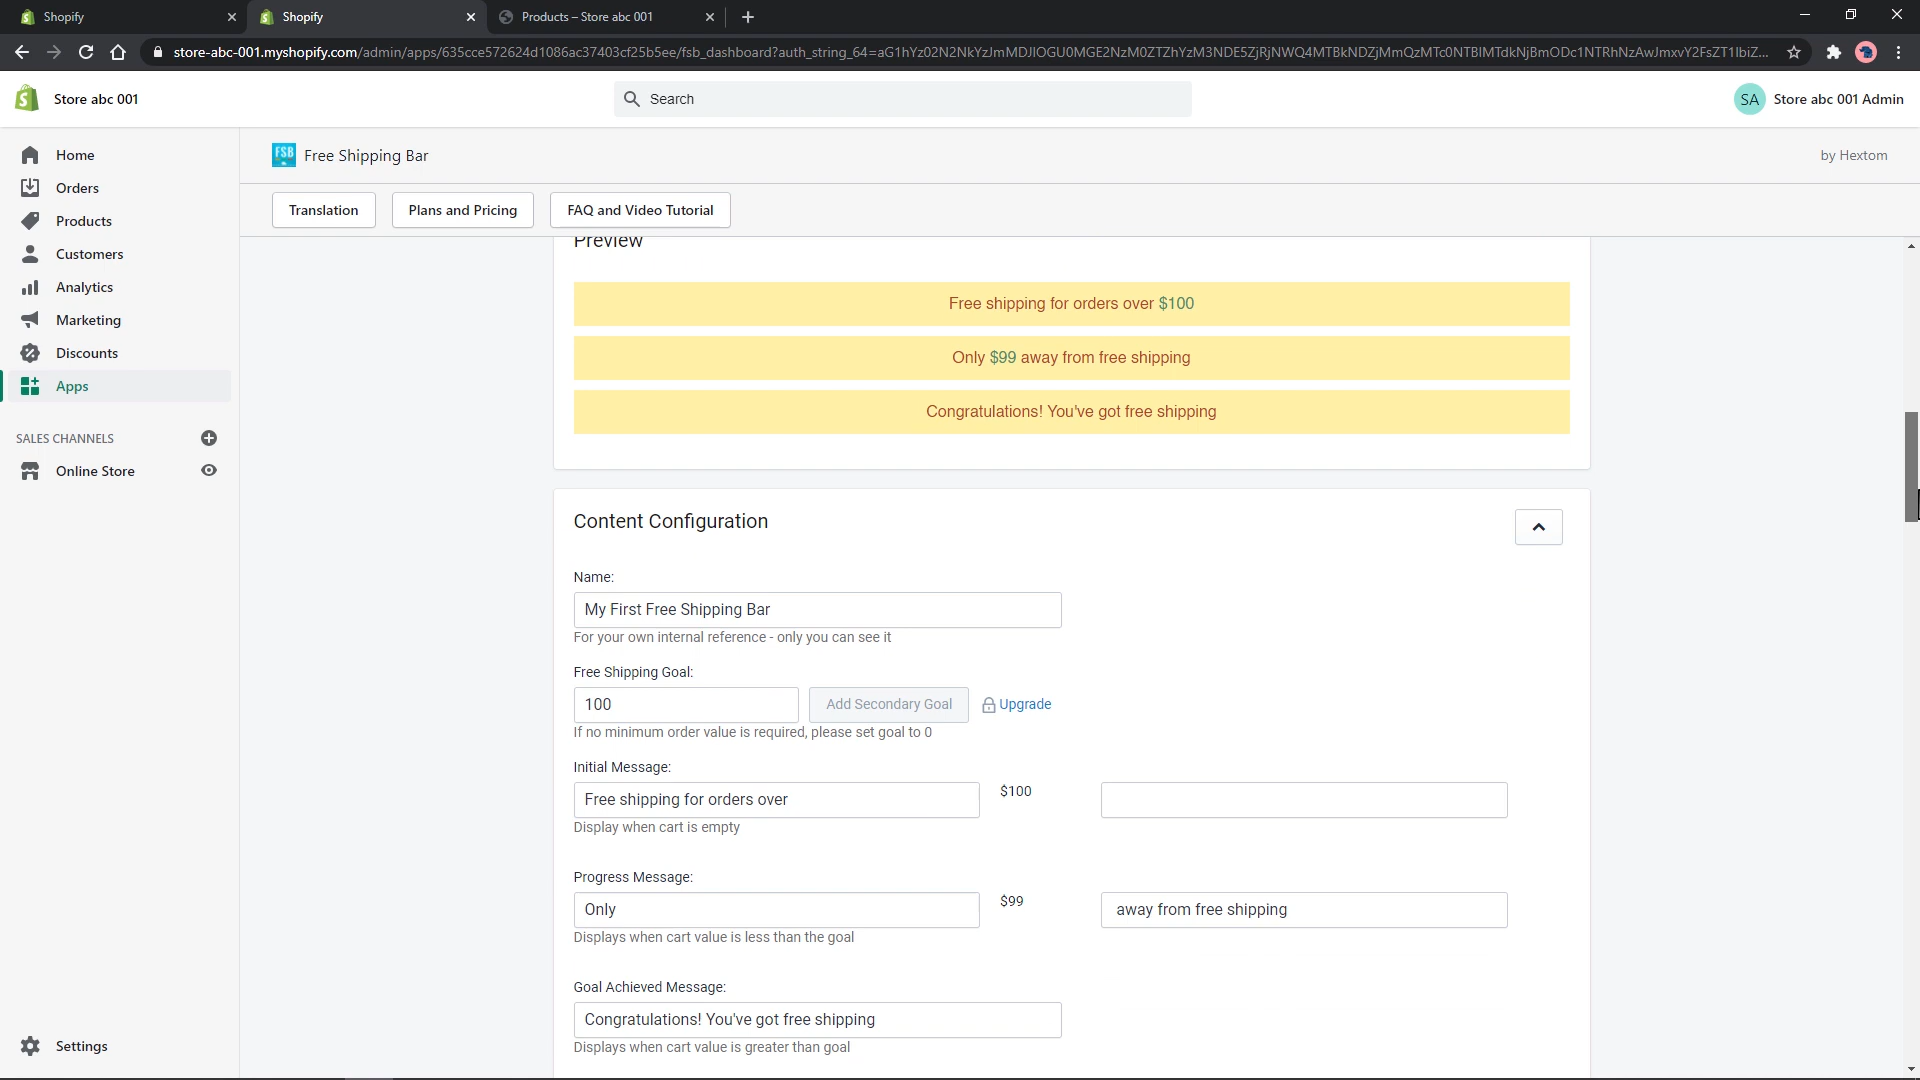 Shopify
Shopify
Products – Store abc 001
store-abc-001.myshopify.com/admin/apps/635cce572624d1086ac37403cf25b5ee/fsb_dashboard?auth_string_64=
Store abc 001
Search
SA
Store abc 001 Admin
Home
Orders
Products
Customers
Analytics
Marketing
Discounts
Apps
SALES CHANNELS
Online Store
Settings
FSB
Free Shipping Bar
by Hextom
Translation
Plans and Pricing
FAQ and Video Tutorial
Preview
Free shipping for orders over $100
Only $99 away from free shipping
Congratulations! You've got free shipping
Content Configuration
Name:
My First Free Shipping Bar
For your own internal reference - only you can see it
Free Shipping Goal:
100
Add Secondary Goal
Upgrade
If no minimum order value is required, please set goal to 0
Initial Message:
Free shipping for orders over
$100
Display when cart is empty
Progress Message:
Only
$99
away from free shipping
Displays when cart value is less than the goal
Goal Achieved Message:
Congratulations! You've got free shipping
Displays when cart value is greater than goal